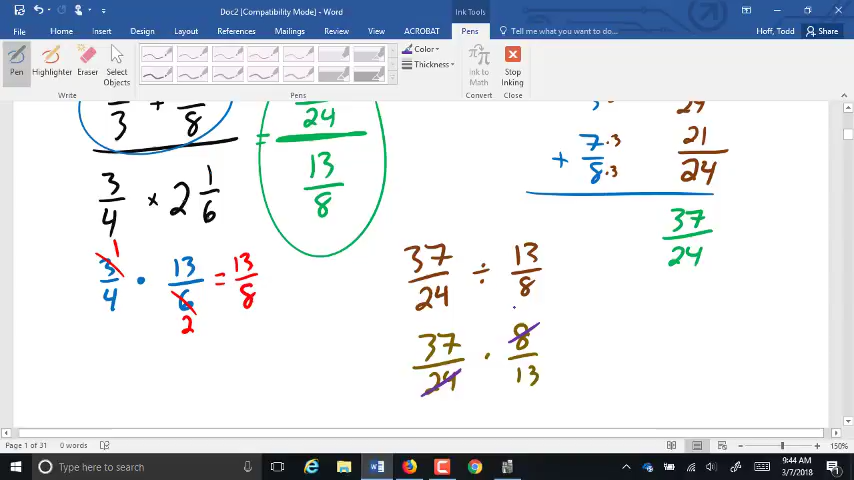 Doc2 [Compatibility Mode] - Word
Ink Tools
Hoff, Todd
File Home Insert Design Layout References Mailings Review View ACROBAT Pens Tell me what you want to do... Share
Pen Highlighter Eraser Select Objects
Color
Thickness
Ink to Math
Stop Inking
Write Pens Convert Close
3 + 8
= 24
13
8
7 ·3 21
+ 8 ·3 24
37
24
3 × 2 1
4 6
1
3 · 13 = 13
4 6 8
2
37 ÷ 13
24 8
37 · 8
24 13
Page 1 of 31 0 words 150%
Type here to search
9:44 AM
3/7/2018
1